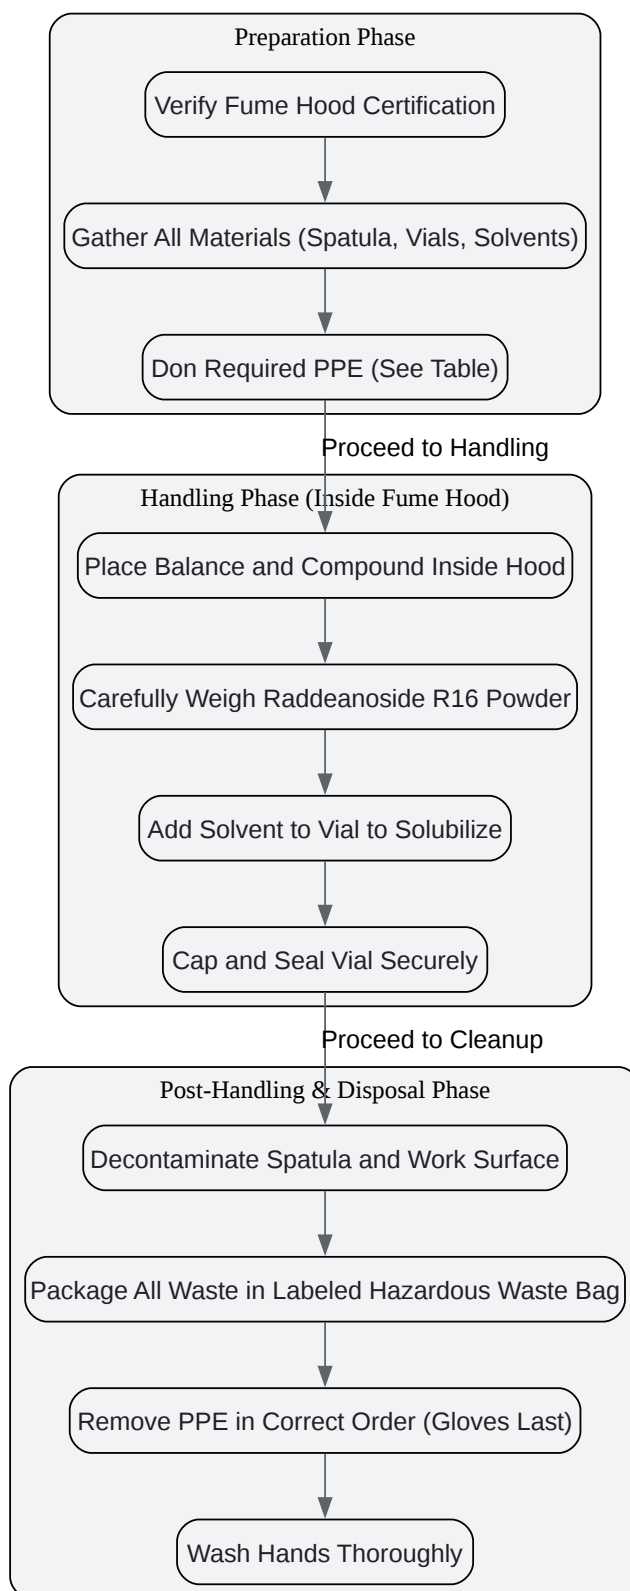 Preparation Phase
Verify Fume Hood Certification
Gather All Materials (Spatula, Vials, Solvents)
Don Required PPE (See Table)
Proceed to Handling
Handling Phase (Inside Fume Hood)
Place Balance and Compound Inside Hood
Carefully Weigh Raddeanoside R16 Powder
Add Solvent to Vial to Solubilize
Cap and Seal Vial Securely
Proceed to Cleanup
Post-Handling & Disposal Phase
Decontaminate Spatula and Work Surface
Package All Waste in Labeled Hazardous Waste Bag
Remove PPE in Correct Order (Gloves Last)
Wash Hands Thoroughly